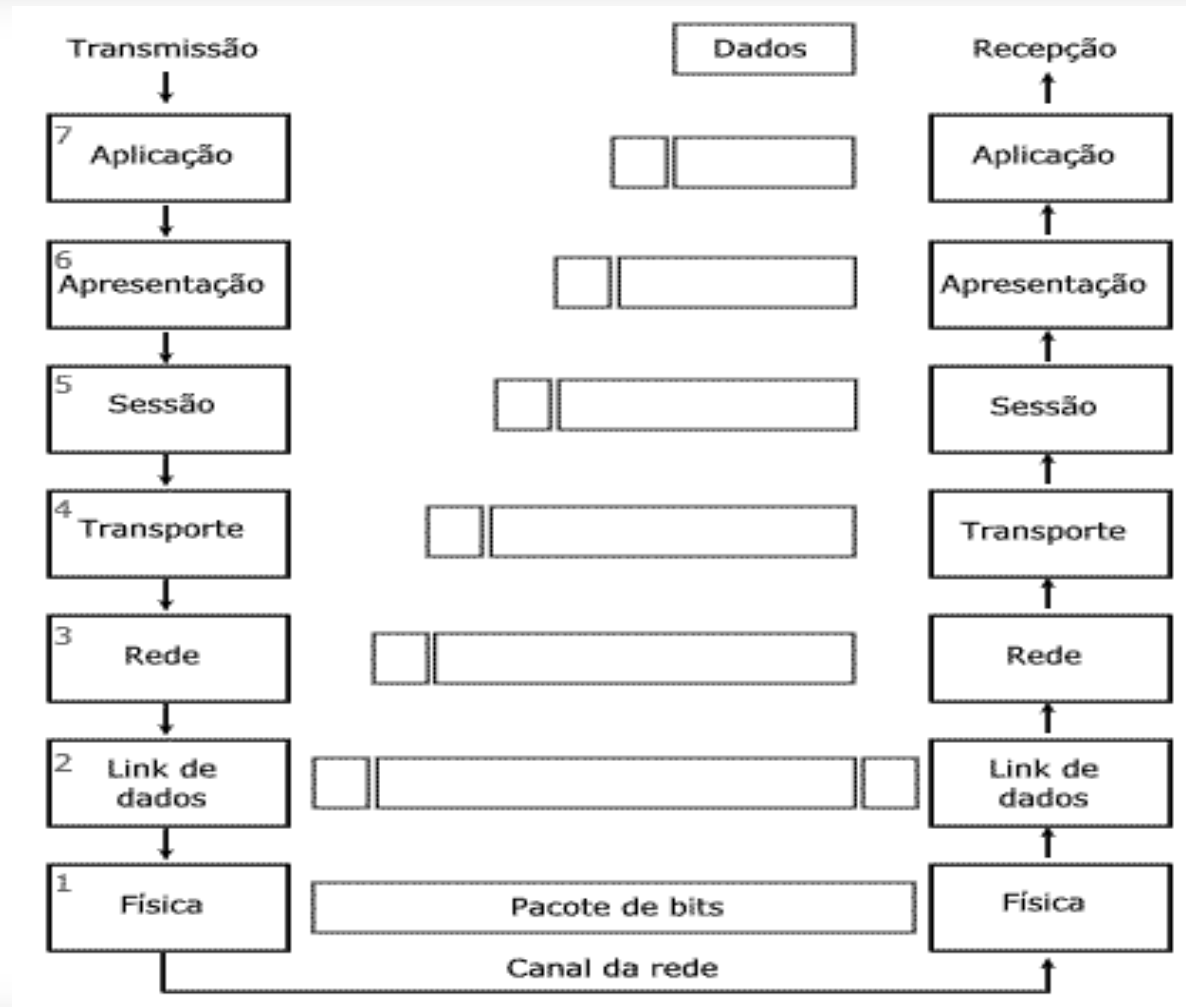 Transmissão
Dados
Recepção
7
Aplicação
Aplicação
6
Apresentação
Apresentação
5
Sessão
Sessão
4
Transporte
Transporte
3
Rede
Rede
2
Link de
dados
Link de
dados
1
Física
Pacote de bits
Física
Canal da rede